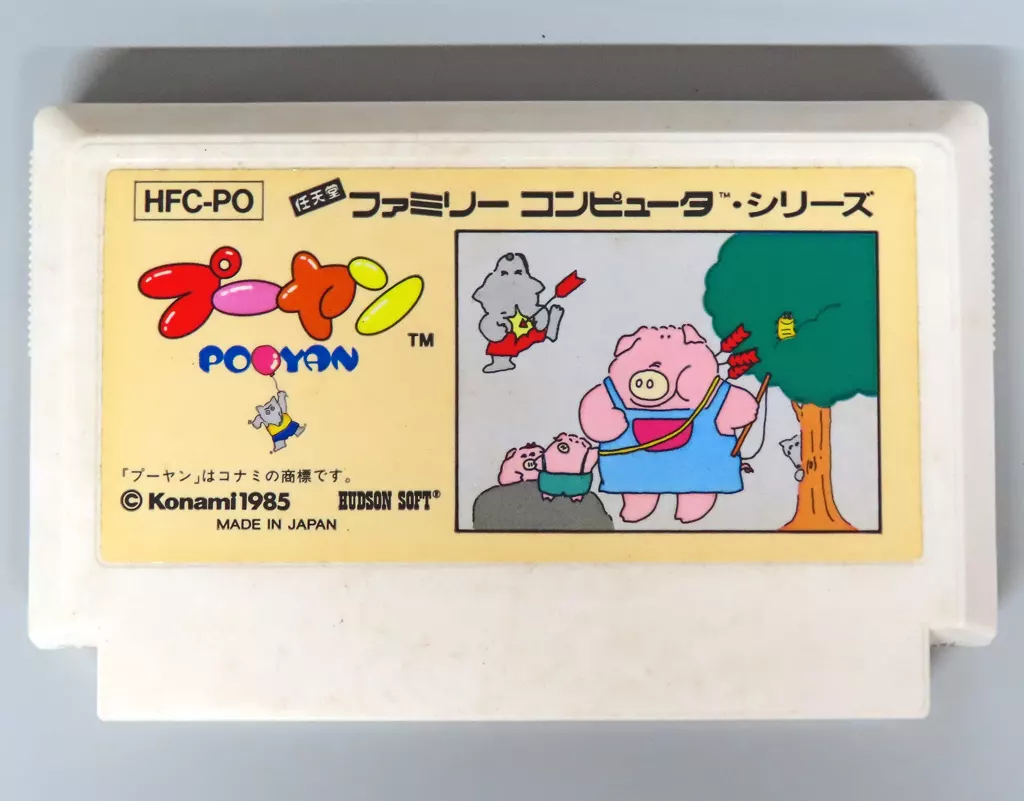 HFC-PO
任天堂 ファミリー コンピュータ™・シリーズ
プーヤン
POOYAN
TM
「プーヤン」はコナミの商標です。
© Konami 1985 HUDSON SOFT®
MADE IN JAPAN